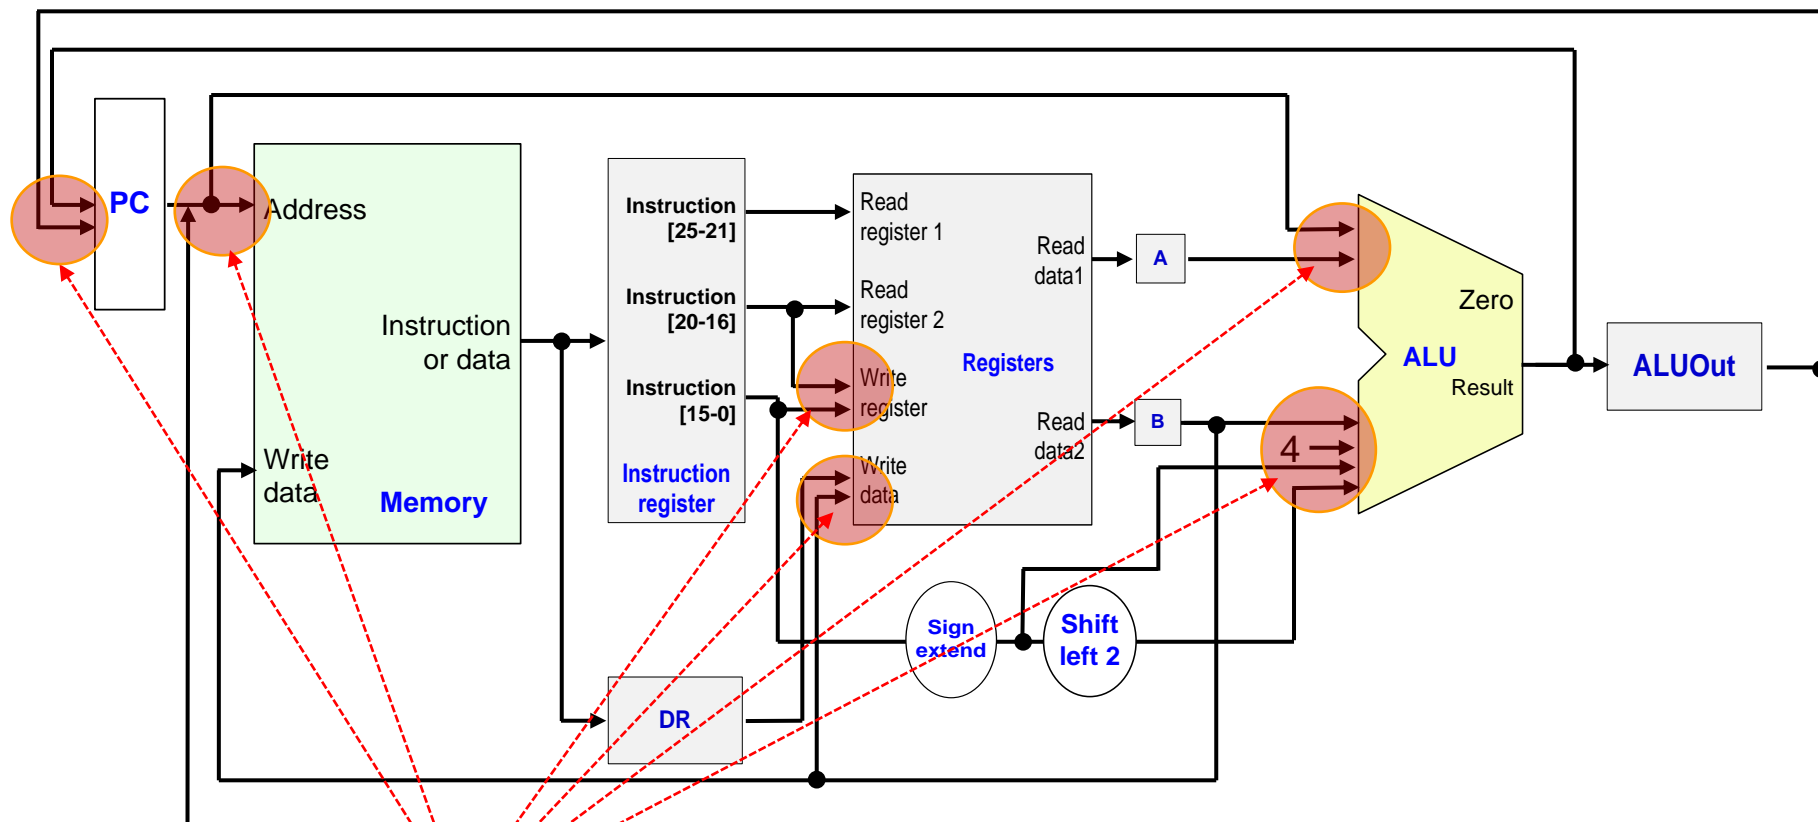 PC
Address
Instruction
or data
Write
data
Memory
Instruction
[25-21]
Instruction
[20-16]
Instruction
[15-0]
Instruction
register
Read
register 1
Read
register 2
Write
register
Write
data
Registers
Read
data1
Read
data2
A
B
4
Zero
ALU
Result
ALUOut
Sign
extend
Shift
left 2
DR